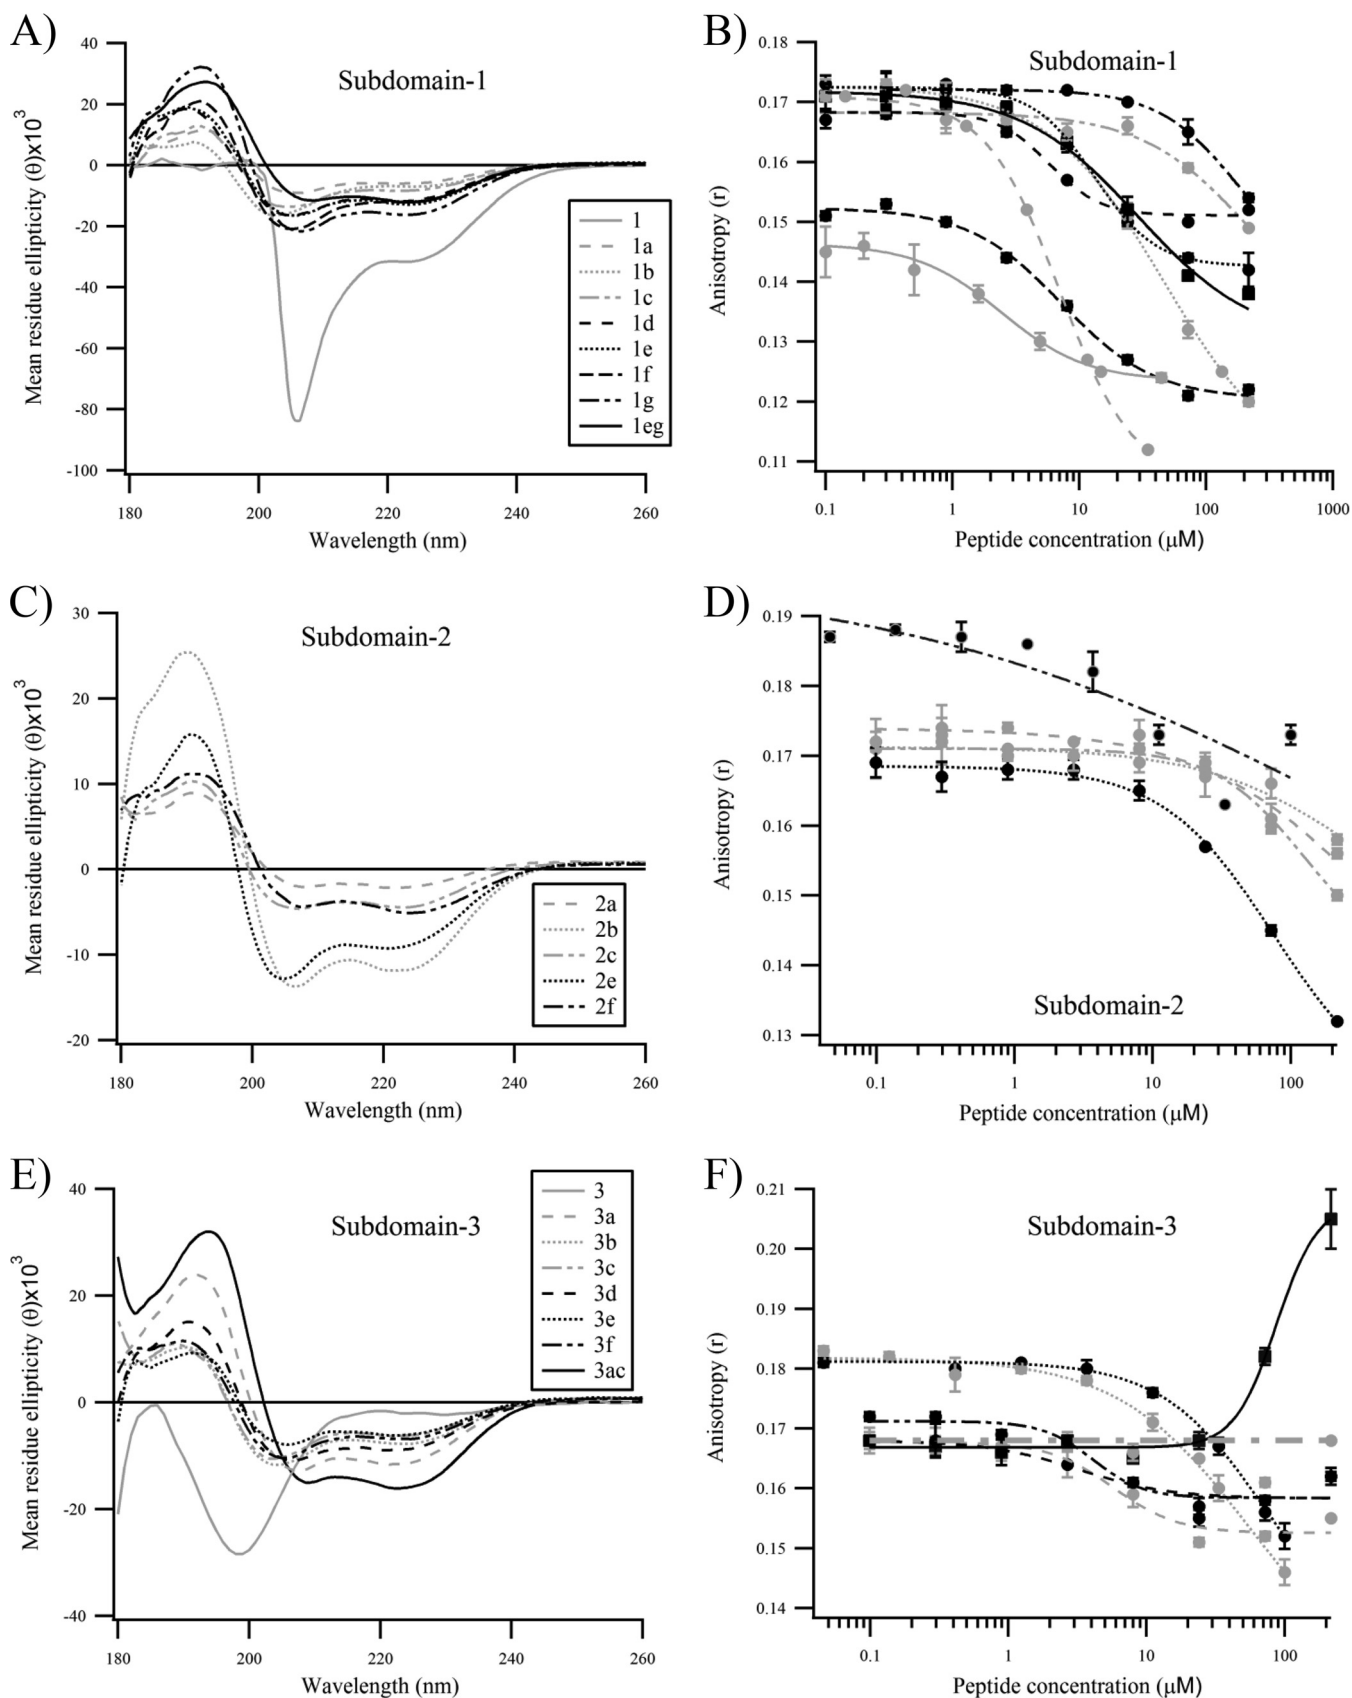 A)
Subdomain-1
Mean residue ellipticity (θ)x10³
40
20
0
-20
-40
-60
-80
-100
180
200
220
240
260
Wavelength (nm)
1
1a
1b
1c
1d
1e
1f
1g
1eg
B)
Subdomain-1
Anisotropy (r)
0.18
0.17
0.16
0.15
0.14
0.13
0.12
0.11
0.1
1
10
100
1000
Peptide concentration (μM)
C)
Subdomain-2
Mean residue ellipticity (θ)x10³
30
20
10
0
-10
-20
180
200
220
240
260
Wavelength (nm)
2a
2b
2c
2e
2f
D)
Subdomain-2
Anisotropy (r)
0.19
0.18
0.17
0.16
0.15
0.14
0.13
0.1
1
10
100
Peptide concentration (μM)
E)
Subdomain-3
Mean residue ellipticity (θ)x10³
40
20
0
-20
-40
180
200
220
240
260
Wavelength (nm)
3
3a
3b
3c
3d
3e
3f
3ac
F)
Subdomain-3
Anisotropy (r)
0.21
0.20
0.19
0.18
0.17
0.16
0.15
0.14
0.1
1
10
100
Peptide concentration (μM)